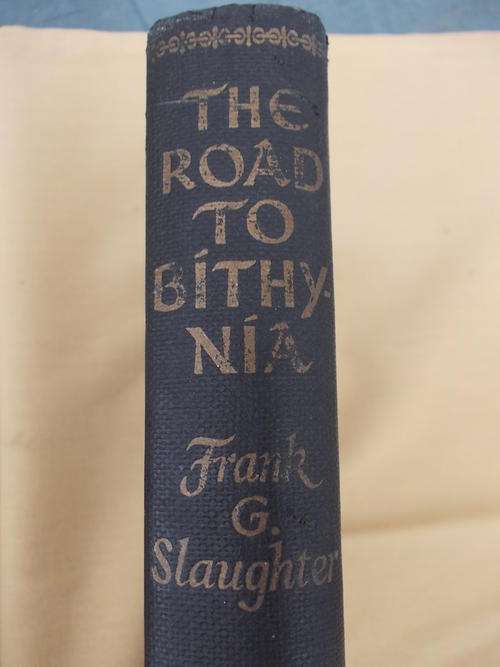 THE
ROAD
TO
BÍTHY-
NÍA
Frank
G.
Slaughter